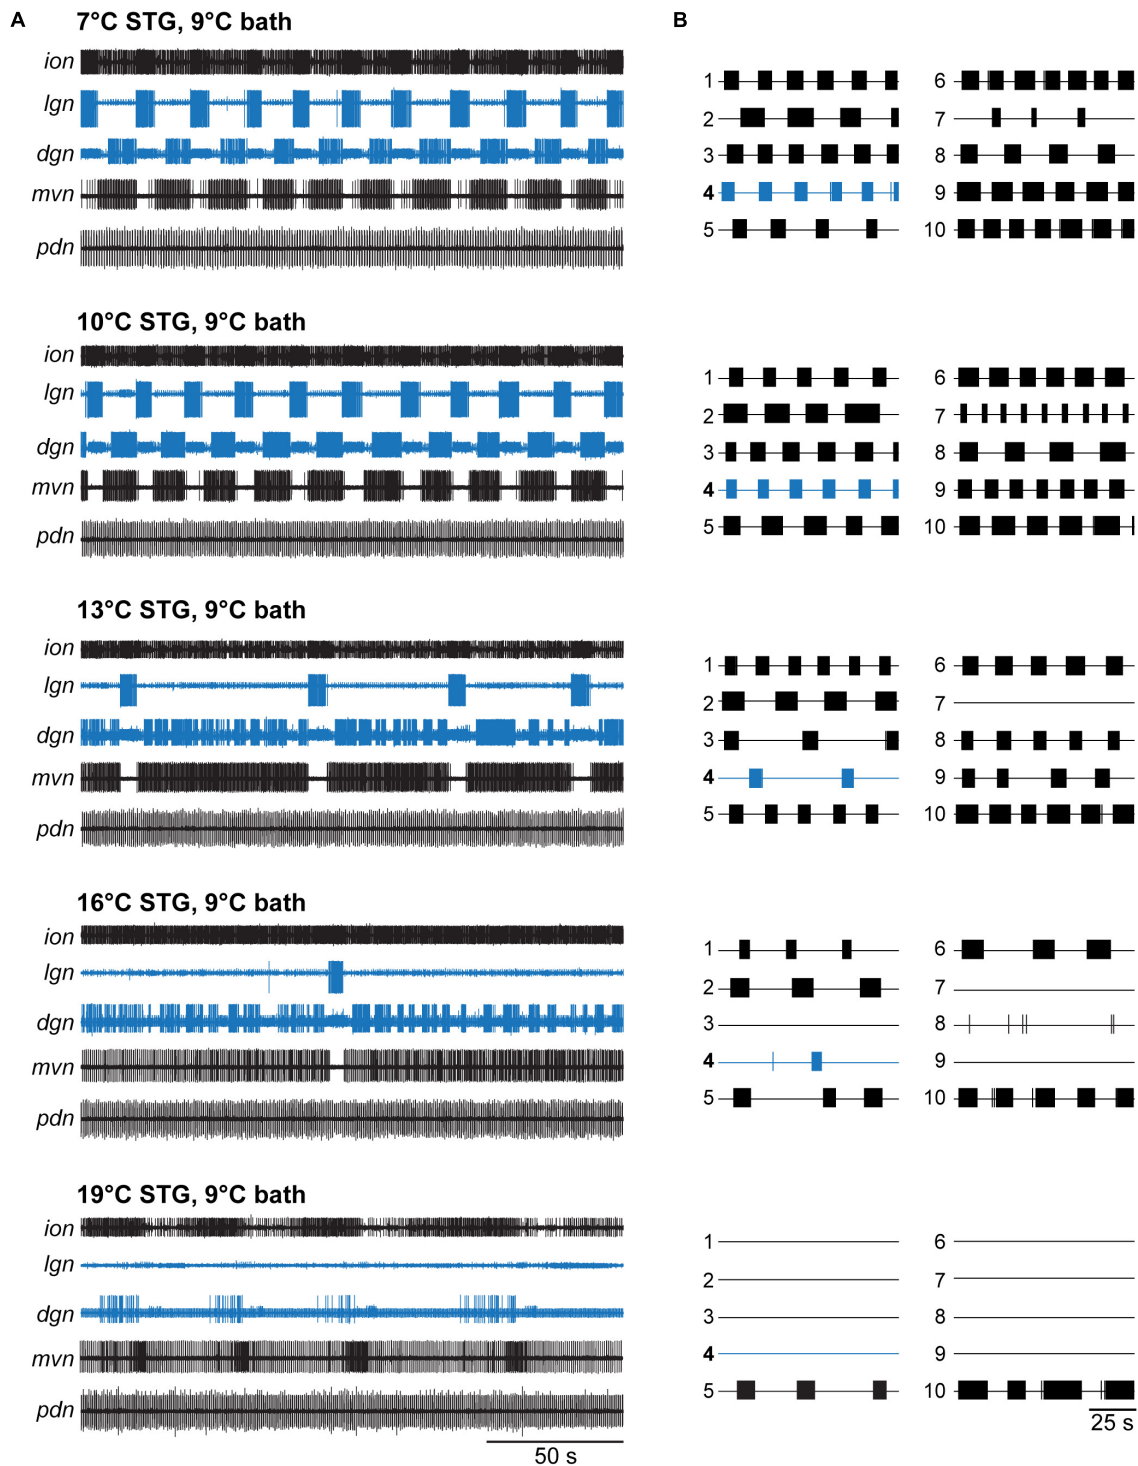 A
7°C STG, 9°C bath
ion
lgn
dgn
mvn
pdn
10°C STG, 9°C bath
ion
lgn
dgn
mvn
pdn
13°C STG, 9°C bath
ion
lgn
dgn
mvn
pdn
16°C STG, 9°C bath
ion
lgn
dgn
mvn
pdn
19°C STG, 9°C bath
ion
lgn
dgn
mvn
pdn
50 s
B
1 6
2 7
3 8
4 9
5 10
1 6
2 7
3 8
4 9
5 10
1 6
2 7
3 8
4 9
5 10
1 6
2 7
3 8
4 9
5 10
1 6
2 7
3 8
4 9
5 10
25 s